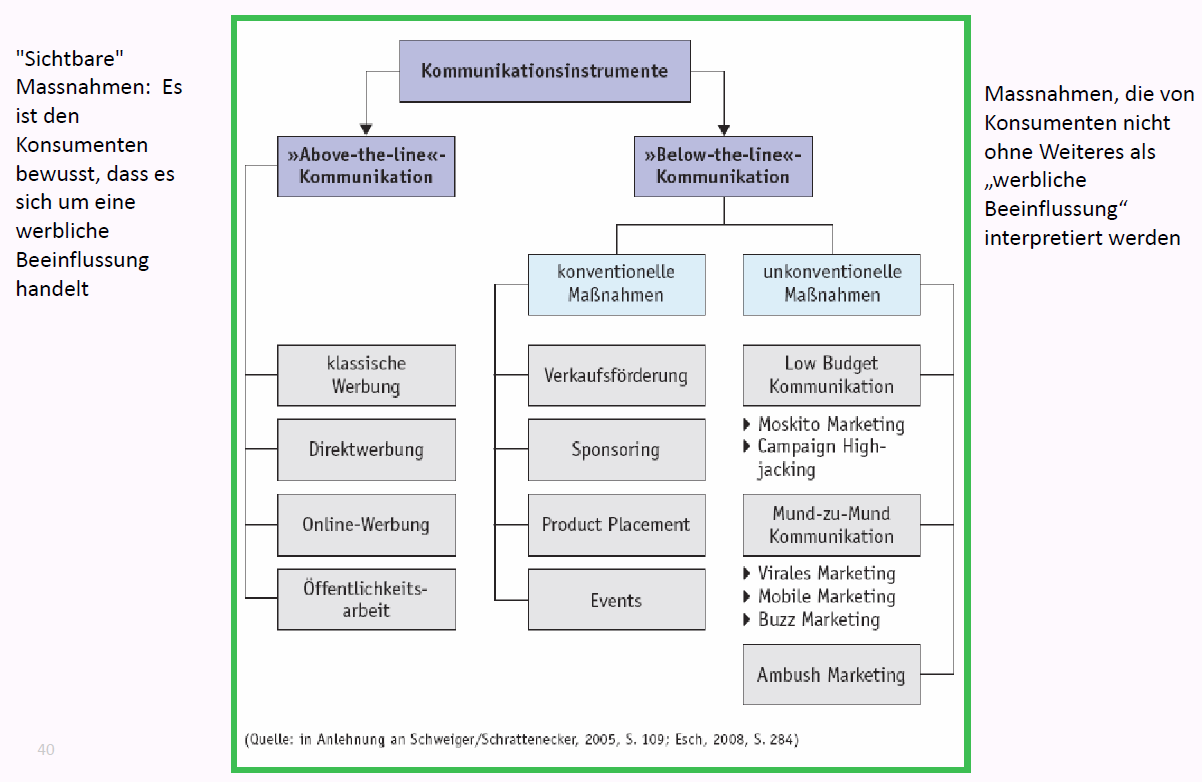 "Sichtbare"
Massnahmen: Es
ist den
Konsumenten
bewusst, dass es
sich um eine
werbliche
Beeinflussung
handelt
Kommunikationsinstrumente
»Above-the-line«-
Kommunikation
»Below-the-line«-
Kommunikation
Massnahmen, die von
Konsumenten nicht
ohne Weiteres als
„werbliche
Beeinflussung“
interpretiert werden
konventionelle
Maßnahmen
unkonventionelle
Maßnahmen
klassische
Werbung
Direktwerbung
Online-Werbung
Öffentlichkeits-
arbeit
Verkaufsförderung
Sponsoring
Product Placement
Events
Low Budget
Kommunikation
Moskito Marketing
Campaign High-
jacking
Mund-zu-Mund
Kommunikation
Virales Marketing
Mobile Marketing
Buzz Marketing
Ambush Marketing
(Quelle: in Anlehnung an Schweiger/Schrattenecker, 2005, S. 109; Esch, 2008, S. 284)
40